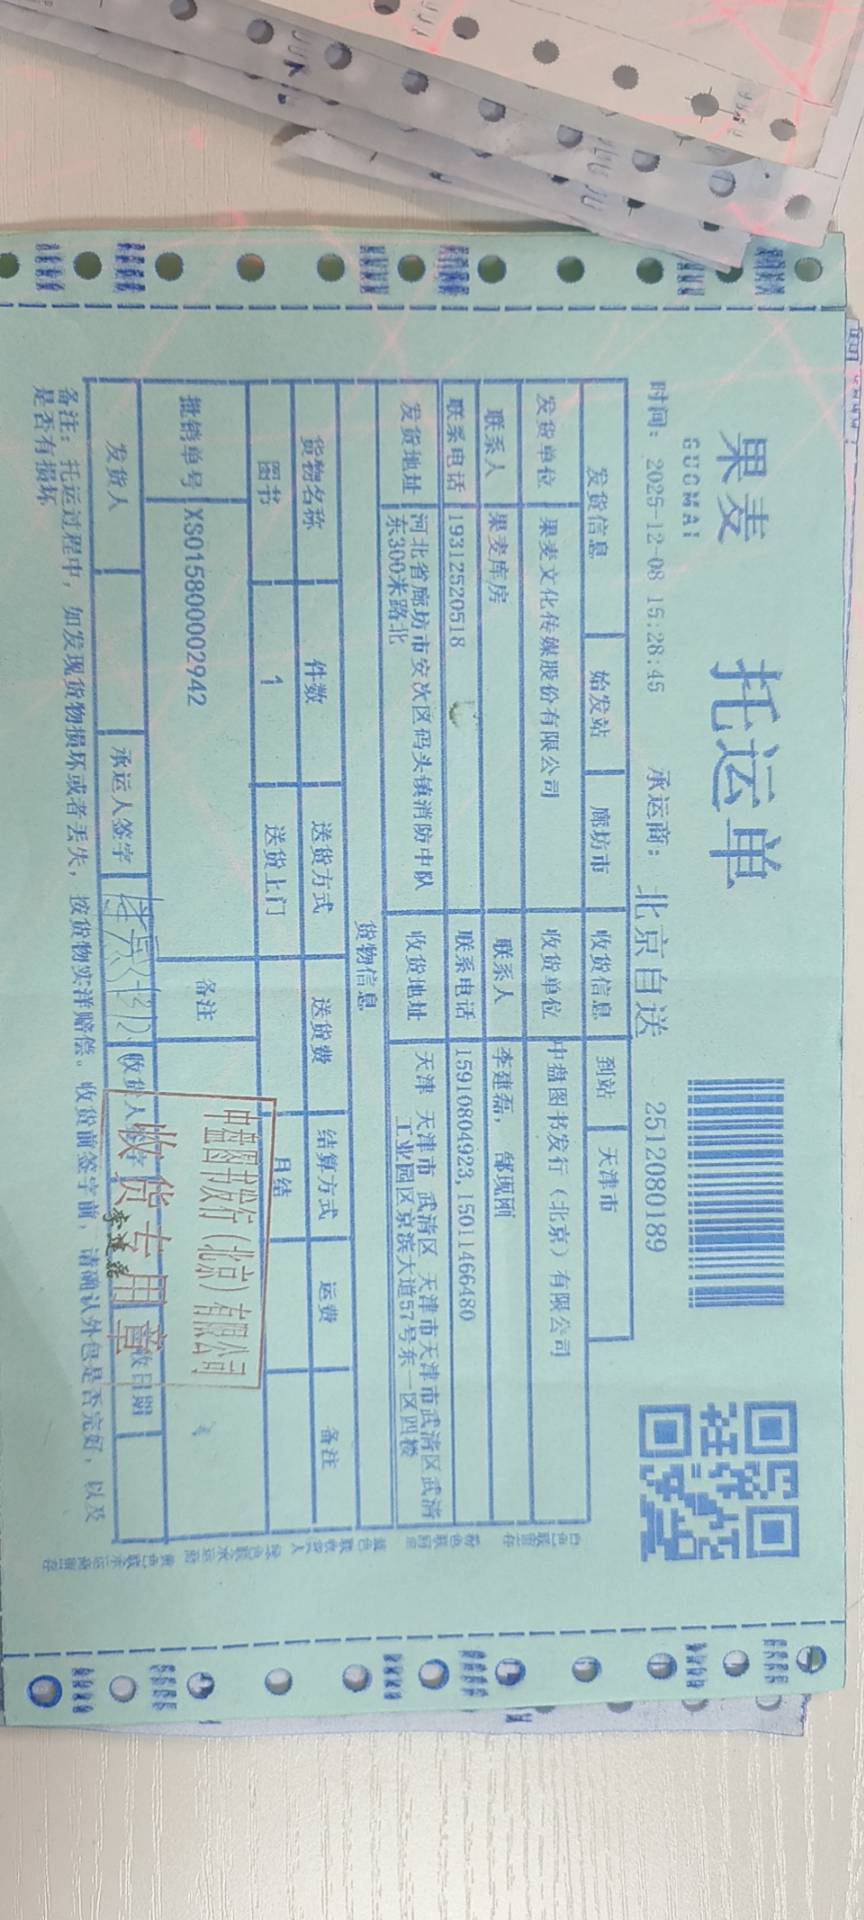 果麦
GUOMAI
托运单
时间： 2025-12-08 15:28:45 承运商： 北京自送 2512080189
发货信息 始发站 廊坊市 收货信息 到站 天津市
发货单位 果麦文化传媒股份有限公司 收货单位 中盘图书发行（北京）有限公司
联系人 果麦库房 联系人 李建磊，郜现刚
联系电话 19312520518 联系电话 15910804923, 15011466480
发货地址 河北省廊坊市安次区码头镇消防中队
东300米路北
收货地址 天津 天津市 武清区 天津市天津市武清区武清
工业园区京滨大道57号东一区四楼
货物信息
货物名称 件数 送货方式 送货费 结算方式 运费 备注
图书 1 送货上门 月结
批销单号 XS015800002942 备注
发货人 承运人签字 收货人签字 收日期
中盘图书发行（北京）有限公司
收货专用章
李建磊
备注：托运过程中，如发现货物损坏或者丢失，按货物实洋赔偿。收货前签字前，请确认外包是否完好，以及
是否有损坏